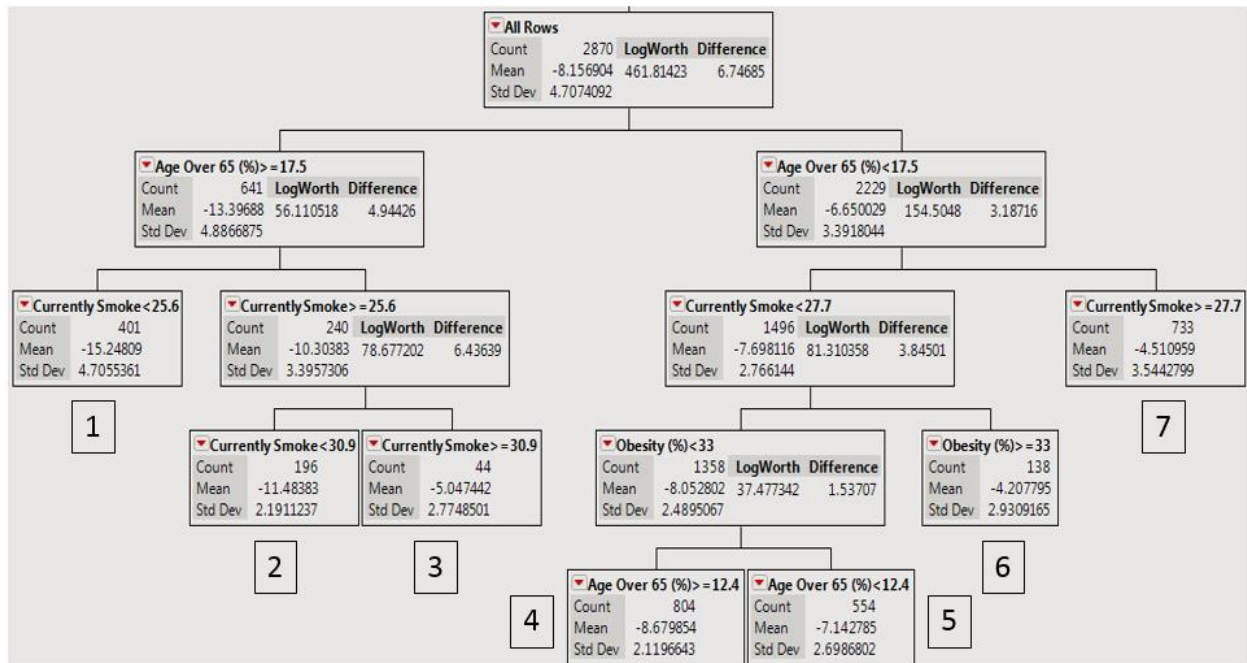 All Rows
Count 2870 LogWorth Difference
Mean -8.156904 461.81423 6.74685
Std Dev 4.7074092
Age Over 65 (%)>=17.5
Count 641 LogWorth Difference
Mean -13.39688 56.110518 4.94426
Std Dev 4.8866875
Age Over 65 (%)<17.5
Count 2229 LogWorth Difference
Mean -6.650029 154.5048 3.18716
Std Dev 3.3918044
Currently Smoke<25.6
Count 401
Mean -15.24809
Std Dev 4.7055361
1
Currently Smoke>=25.6
Count 240 LogWorth Difference
Mean -10.30383 78.677202 6.43639
Std Dev 3.3957306
Currently Smoke<27.7
Count 1496 LogWorth Difference
Mean -7.698116 81.310358 3.84501
Std Dev 2.766144
Currently Smoke>=27.7
Count 733
Mean -4.510959
Std Dev 3.5442799
7
Currently Smoke<30.9
Count 196
Mean -11.48383
Std Dev 2.1911237
2
Currently Smoke>=30.9
Count 44
Mean -5.047442
Std Dev 2.7748501
3
Obesity (%)<33
Count 1358 LogWorth Difference
Mean -8.052802 37.477342 1.53707
Std Dev 2.4895067
Obesity (%)>=33
Count 138
Mean -4.207795
Std Dev 2.9309165
6
4
Age Over 65 (%)>=12.4
Count 804
Mean -8.679854
Std Dev 2.1196643
Age Over 65 (%)<12.4
Count 554
Mean -7.142785
Std Dev 2.6986802
5